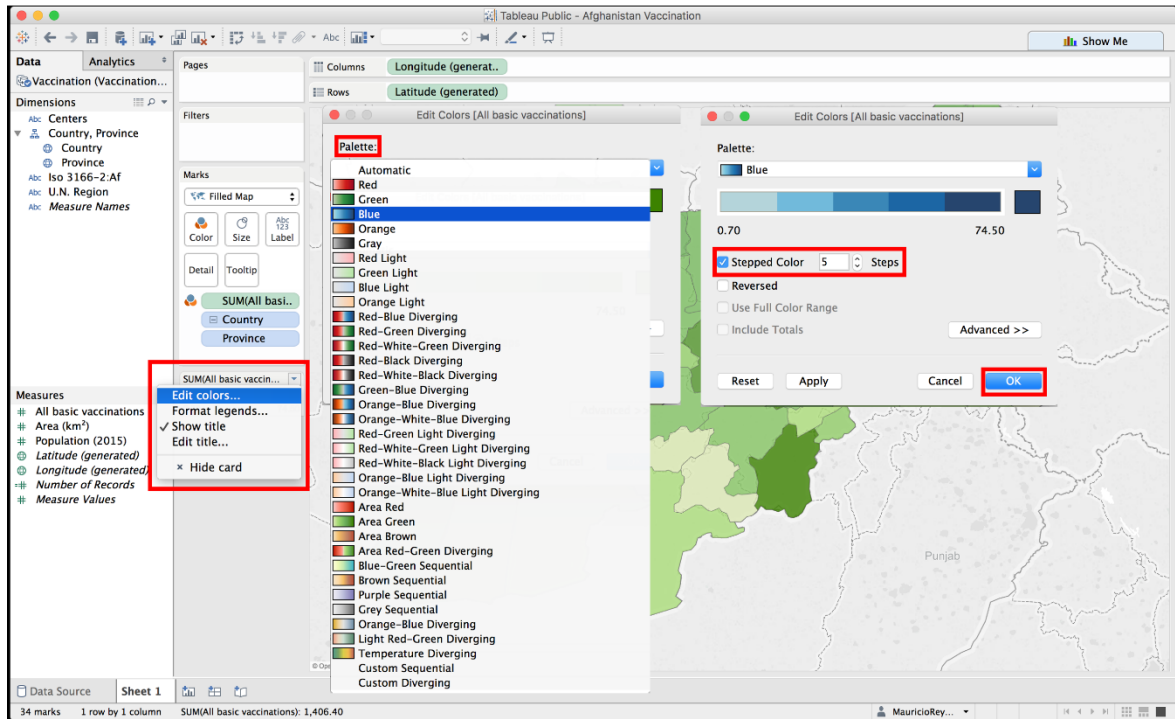 Tableau Public - Afghanistan Vaccination
Abc
Show Me
Data
Analytics
Pages
Columns
Longitude (generat..
Vaccination (Vaccination...
Rows
Latitude (generated)
Dimensions
Abc Centers
Country, Province
Country
Province
Abc Iso 3166-2:Af
Abc U.N. Region
Abc Measure Names
Filters
Marks
Filled Map
Color
Size
Abc
123
Label
Detail
Tooltip
SUM(All basi..
Country
Province
SUM(All basic vaccin...
Edit colors...
Format legends...
✓ Show title
Edit title...
× Hide card
Measures
# All basic vaccinations
# Area (km²)
# Population (2015)
Latitude (generated)
Longitude (generated)
=# Number of Records
# Measure Values
Edit Colors [All basic vaccinations]
Palette:
Automatic
Red
Green
Blue
Orange
Gray
Red Light
Green Light
Blue Light
Orange Light
Red-Blue Diverging
Red-Green Diverging
Red-White-Green Diverging
Red-Black Diverging
Red-White-Black Diverging
Green-Blue Diverging
Orange-Blue Diverging
Orange-White-Blue Diverging
Red-Green Light Diverging
Red-White-Green Light Diverging
Red-White-Black Light Diverging
Orange-Blue Light Diverging
Orange-White-Blue Light Diverging
Area Red
Area Green
Area Brown
Area Red-Green Diverging
Blue-Green Sequential
Brown Sequential
Purple Sequential
Grey Sequential
Orange-Blue Diverging
Light Red-Green Diverging
Temperature Diverging
Custom Sequential
Custom Diverging
Edit Colors [All basic vaccinations]
Palette:
Blue
0.70
74.50
Stepped Color 5 Steps
Reversed
Use Full Color Range
Include Totals
Advanced >>
Reset
Apply
Cancel
OK
Punjab
Data Source
Sheet 1
34 marks
1 row by 1 column
SUM(All basic vaccinations): 1,406.40
MauricioRey...